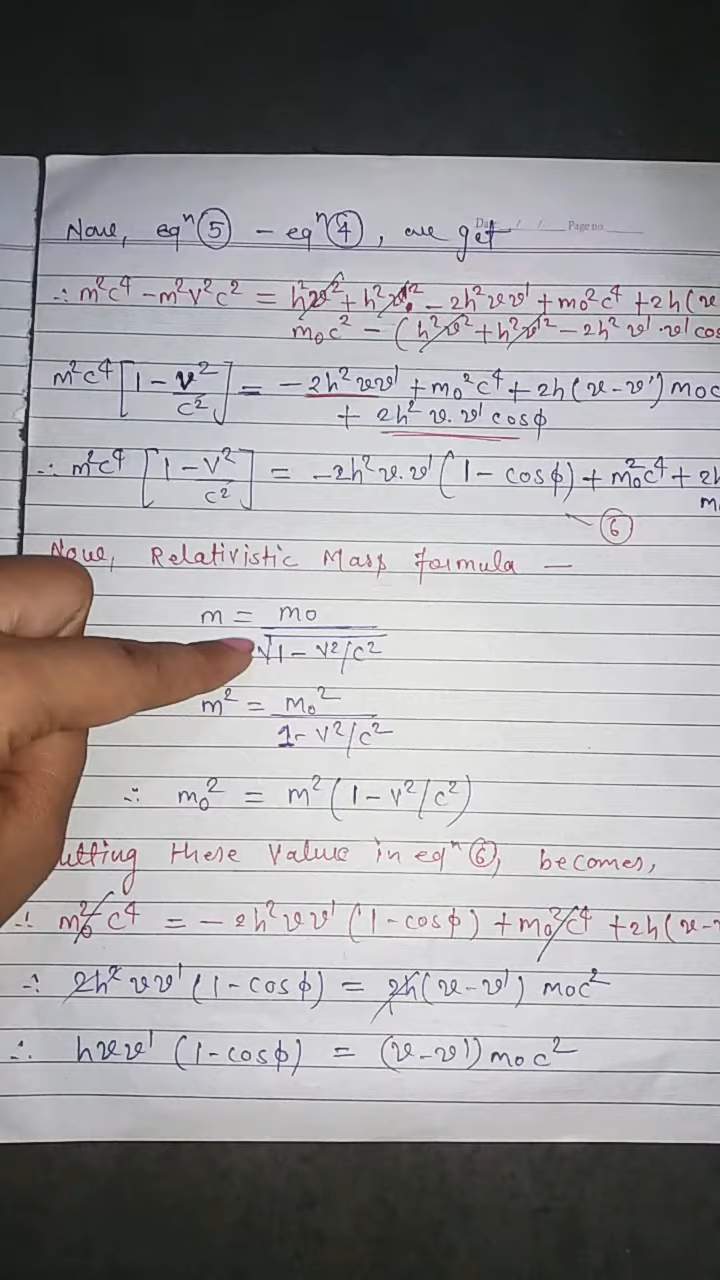 Date / / Page no.
Now, eqⁿ ⑤ - eqⁿ ④, we get
∴ m²c⁴ - m²v²c² = h²ν² + h²ν'² - 2h²νν' + m₀²c⁴ + 2h(ν
m₀c² - (h²ν² + h²ν'² - 2h²ν·ν' cos
m²c⁴[1 - v²/c²] = -2h²νν' + m₀²c⁴ + 2h(ν-ν') m₀c
+ 2h² ν·ν' cosϕ
∴ m²c⁴ [1 - v²/c²] = -2h²ν·ν' (1 - cosϕ) + m₀²c⁴ + 2h
m₀
⑥
Now, Relativistic Mass formula —
m = m₀/√1 - v²/c²
m² = m₀²/1 - v²/c²
∴ m₀² = m² (1 - v²/c²)
utting these value in eqⁿ ⑥, becomes,
∴ m₀²c⁴ = -2h²νν' (1-cosϕ) + m₀²c⁴ + 2h(ν-
∴ 2h²νν' (1-cosϕ) = 2h(ν-ν') m₀c²
∴ hνν' (1-cosϕ) = (ν-ν') m₀c²